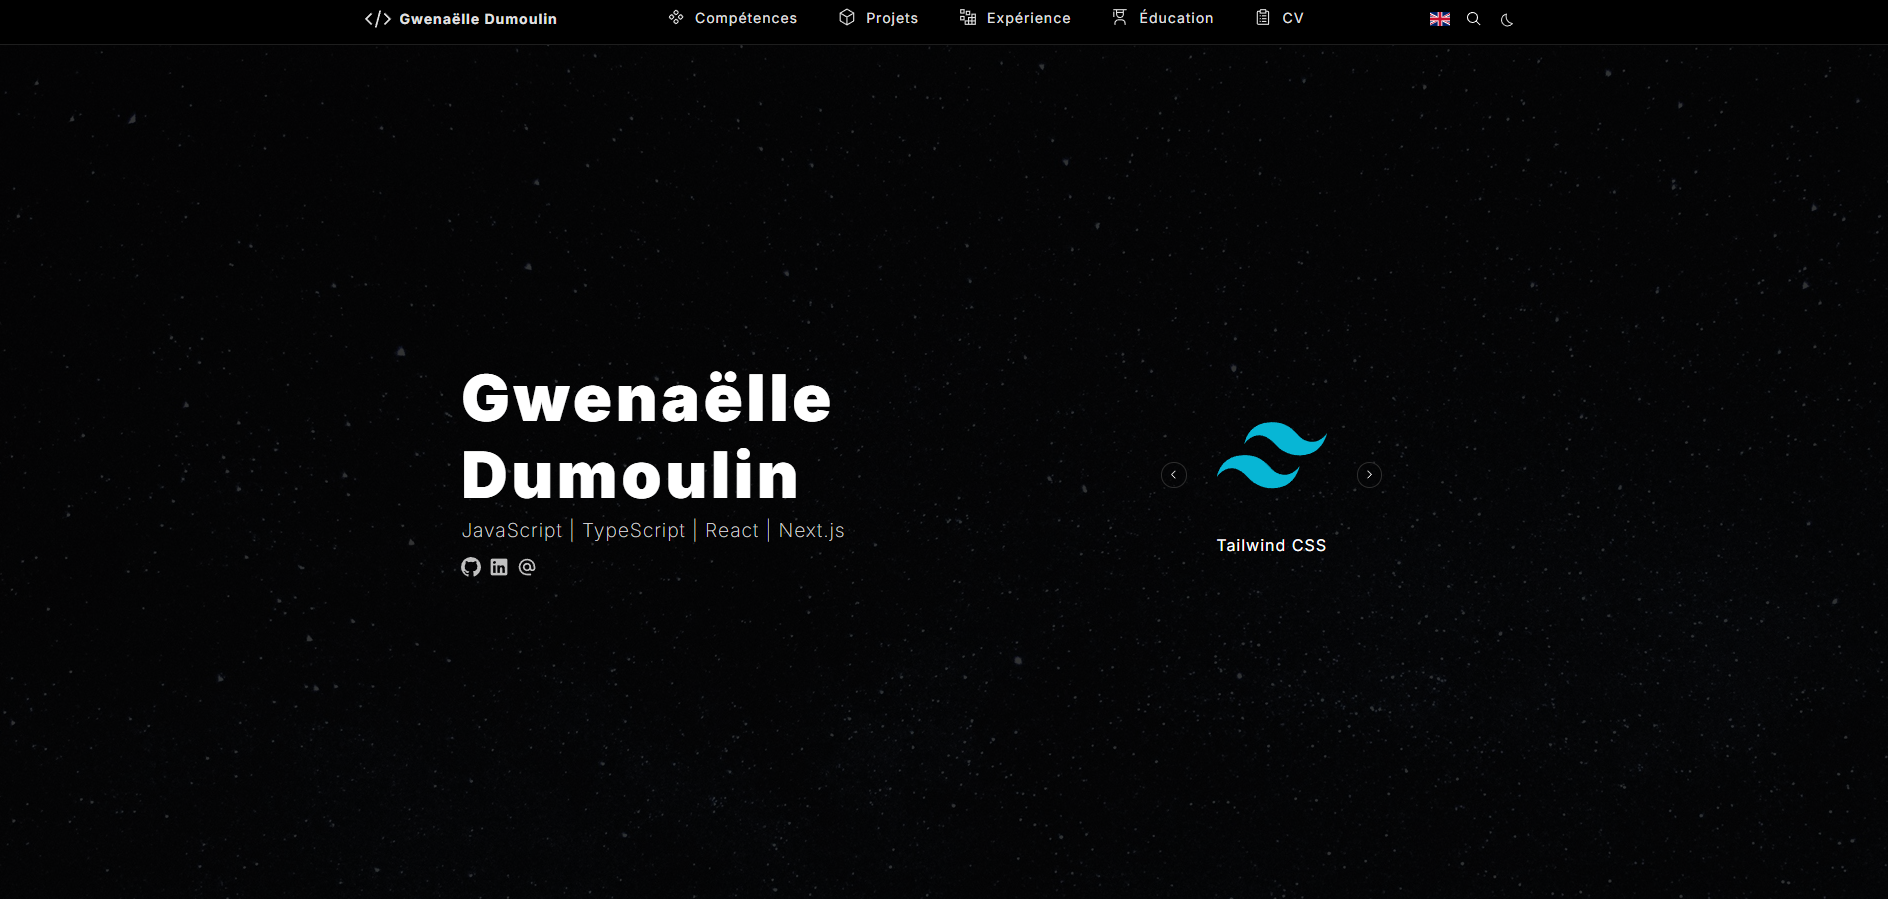 </> Gwenaëlle Dumoulin
Compétences
Projets
Expérience
Éducation
CV
Gwenaëlle
Dumoulin
JavaScript | TypeScript | React | Next.js
Tailwind CSS